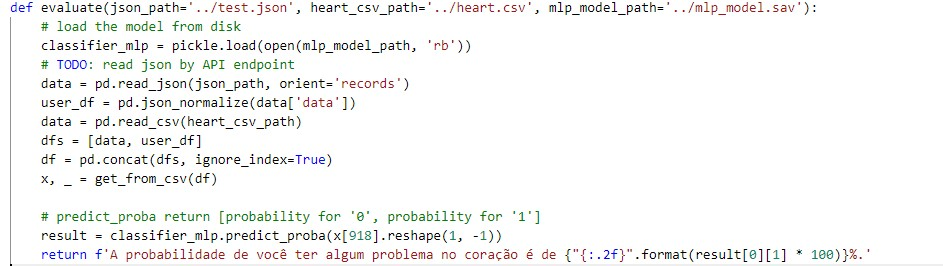 def evaluate(json_path='../test.json', heart_csv_path='../heart.csv', mlp_model_path='../mlp_model.sav'):
    # load the model from disk
    classifier_mlp = pickle.load(open(mlp_model_path, 'rb'))
    # TODO: read json by API endpoint
    data = pd.read_json(json_path, orient='records')
    user_df = pd.json_normalize(data['data'])
    data = pd.read_csv(heart_csv_path)
    dfs = [data, user_df]
    df = pd.concat(dfs, ignore_index=True)
    x, _ = get_from_csv(df)

    # predict_proba return [probability for '0', probability for '1']
    result = classifier_mlp.predict_proba(x[918].reshape(1, -1))
    return f'A probabilidade de você ter algum problema no coração é de {"{:.2f}".format(result[0][1] * 100)}%.'